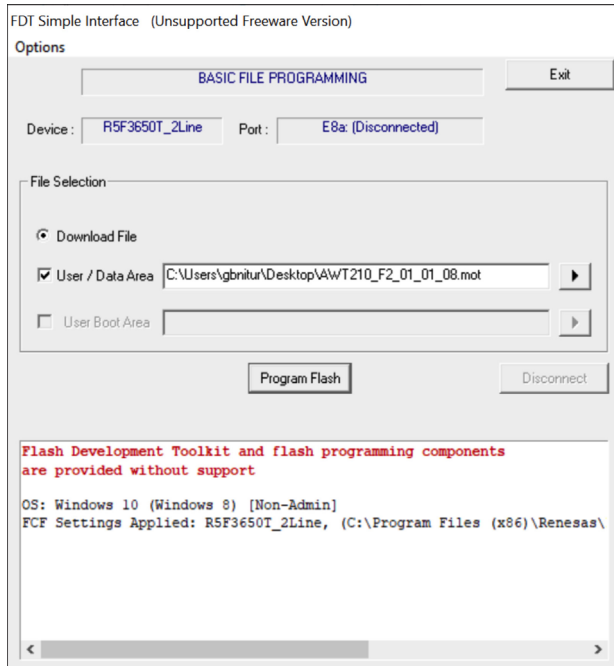 FDT Simple Interface   (Unsupported Freeware Version)
Options
BASIC FILE PROGRAMMING
Exit
Device :
R5F3650T_2Line
Port :
E8a: (Disconnected)
File Selection
Download File
User / Data Area
C:\Users\gbnitur\Desktop\AWT210_F2_01_01_08.mot
User Boot Area
Program Flash
Disconnect
Flash Development Toolkit and flash programming components
are provided without support
OS: Windows 10 (Windows 8) [Non-Admin]
FCF Settings Applied: R5F3650T_2Line, (C:\Program Files (x86)\Renesas\